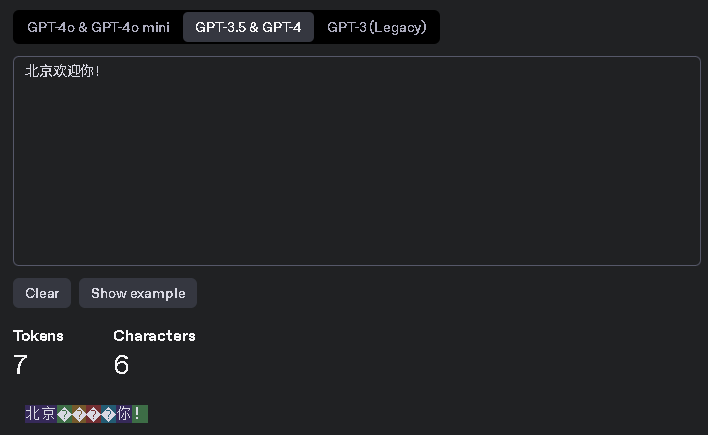 GPT-4o & GPT-4o mini GPT-3.5 & GPT-4 GPT-3 (Legacy)
北京欢迎你!
Clear Show example
Tokens Characters
7 6
北京����你!